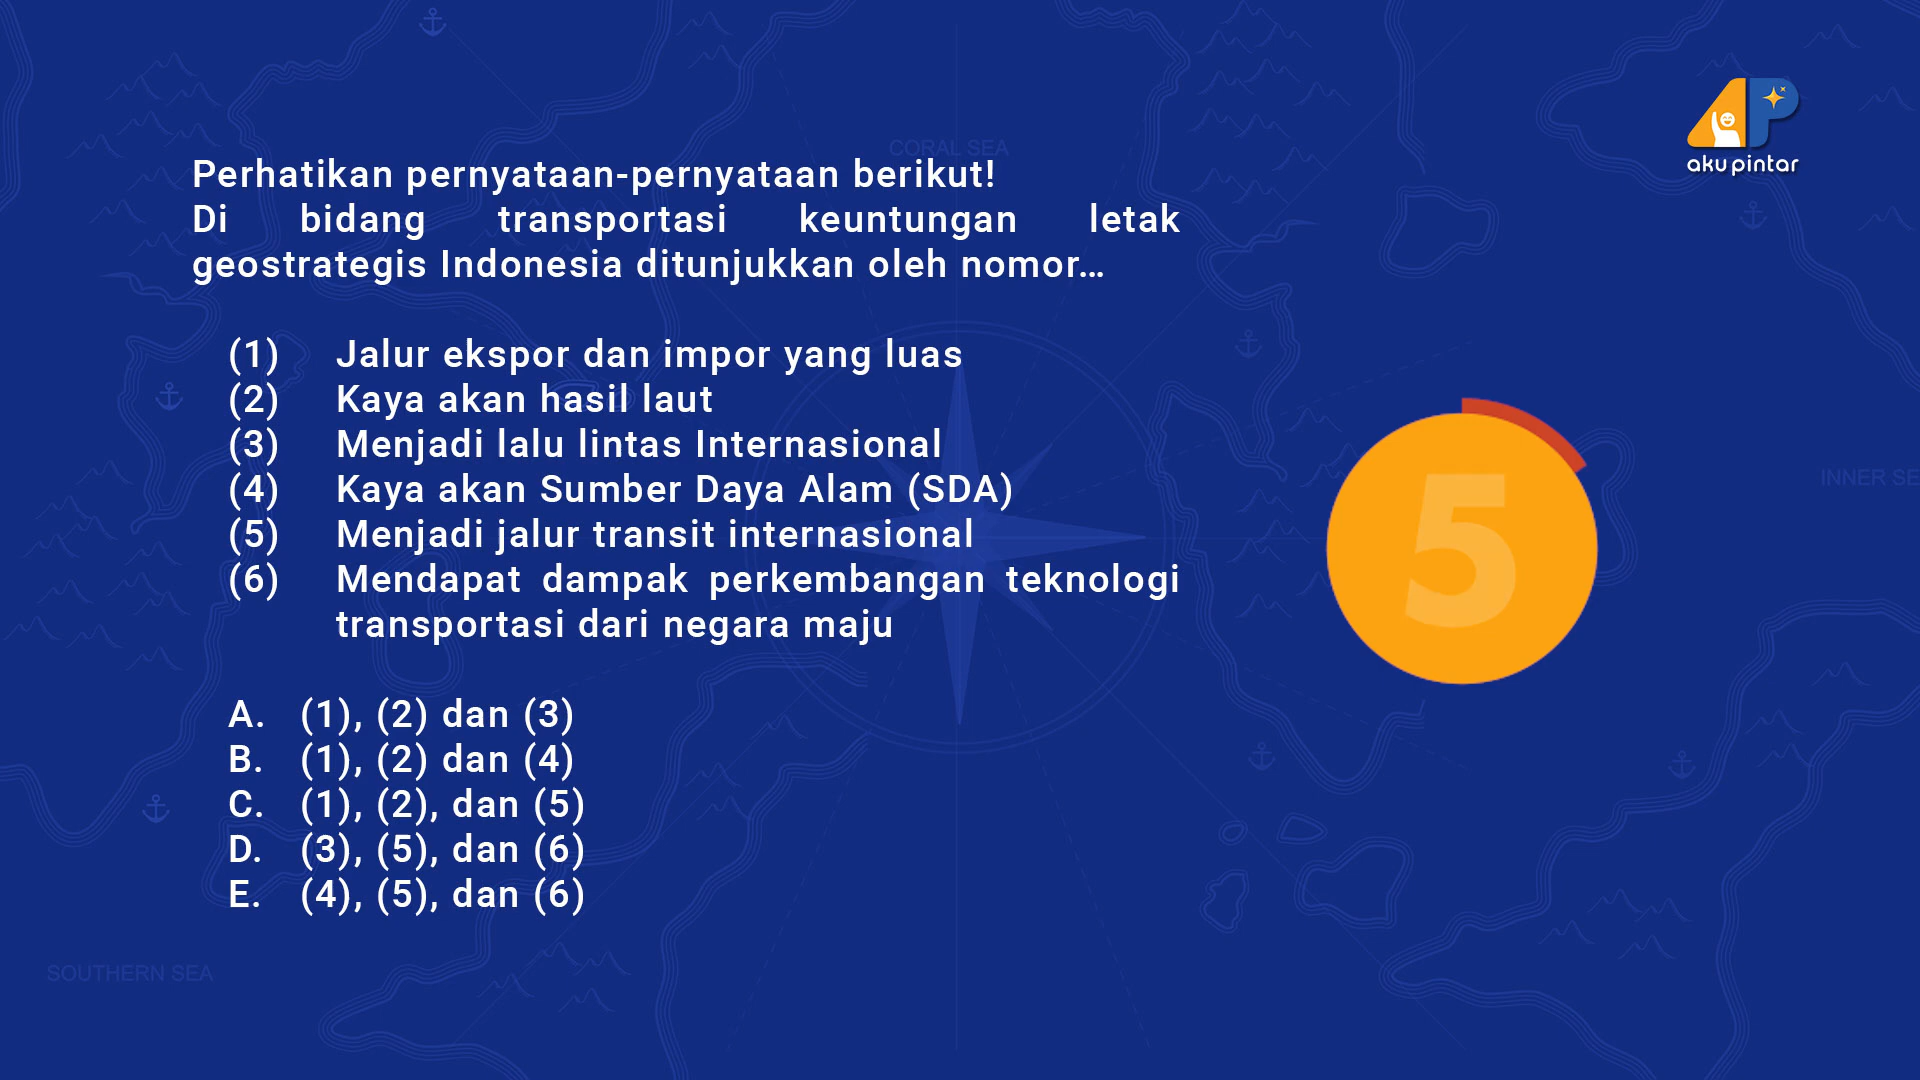 CORAL SEA
aku pintar
Perhatikan pernyataan-pernyataan berikut!
Di bidang transportasi keuntungan letak
geostrategis Indonesia ditunjukkan oleh nomor...
(1) Jalur ekspor dan impor yang luas
(2) Kaya akan hasil laut
(3) Menjadi lalu lintas Internasional
(4) Kaya akan Sumber Daya Alam (SDA)
(5) Menjadi jalur transit internasional
(6) Mendapat dampak perkembangan teknologi
transportasi dari negara maju
INNER SE
5
A. (1), (2) dan (3)
B. (1), (2) dan (4)
C. (1), (2), dan (5)
D. (3), (5), dan (6)
E. (4), (5), dan (6)
SOUTHERN SEA